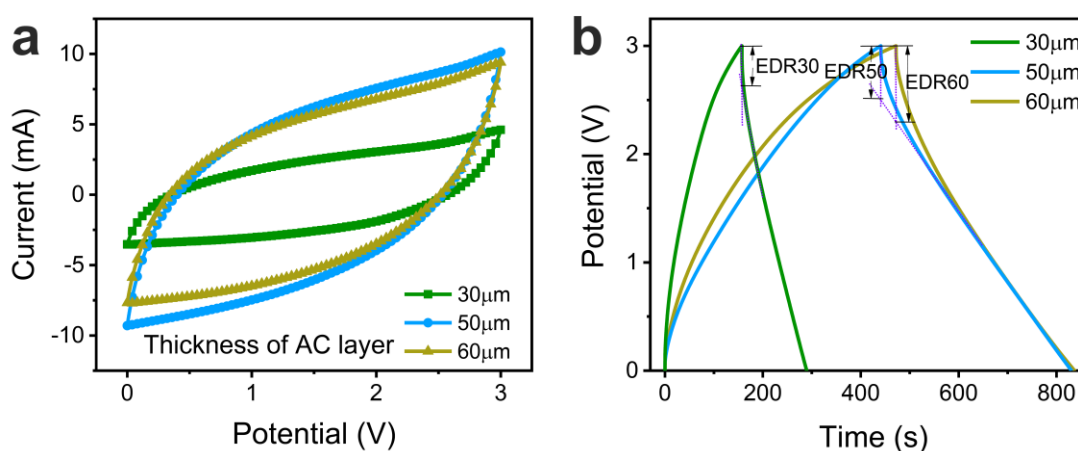 a
10
5
0
-5
-10
Current (mA)
0
1
2
3
Potential (V)
30μm
50μm
60μm
Thickness of AC layer
b
3
2
1
0
Potential (V)
0
200
400
600
800
Time (s)
EDR30
EDR50
EDR60
30μm
50μm
60μm